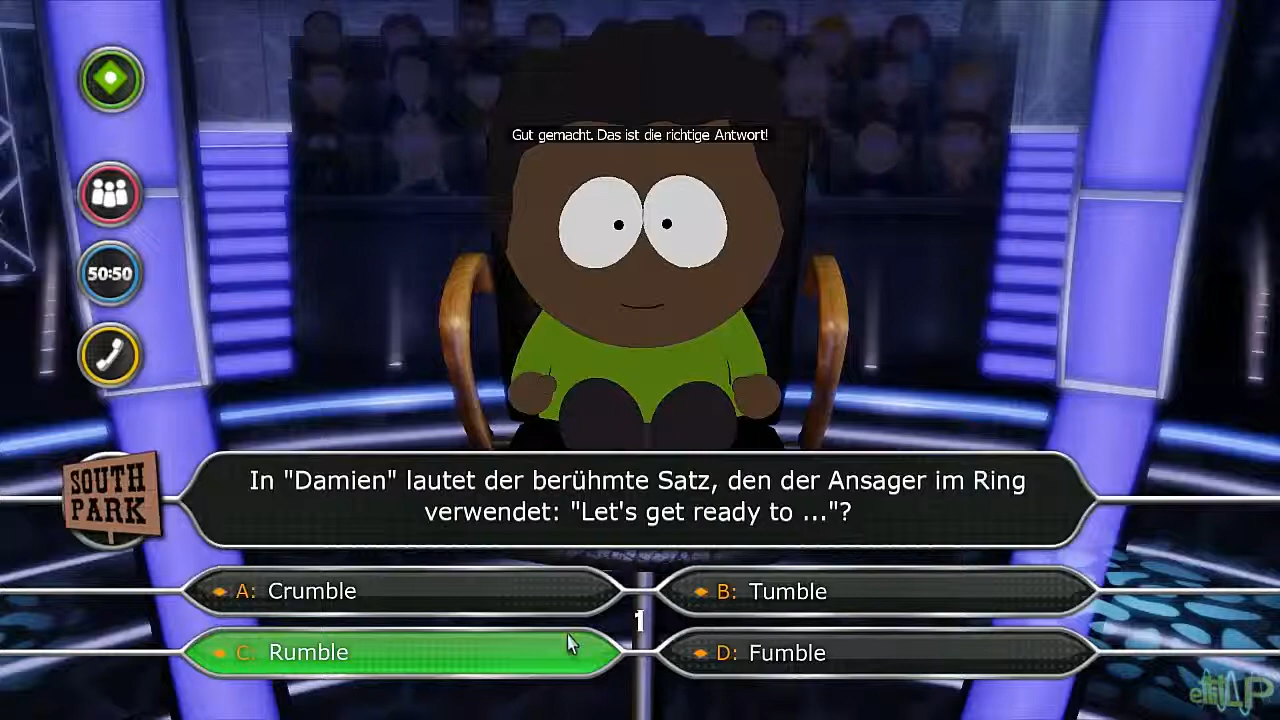 Gut gemacht. Das ist die richtige Antwort!
50:50
SOUTH
PARK
In "Damien" lautet der berühmte Satz, den der Ansager im Ring
verwendet: "Let's get ready to ..."?
A: Crumble
B: Tumble
1
C: Rumble
D: Fumble